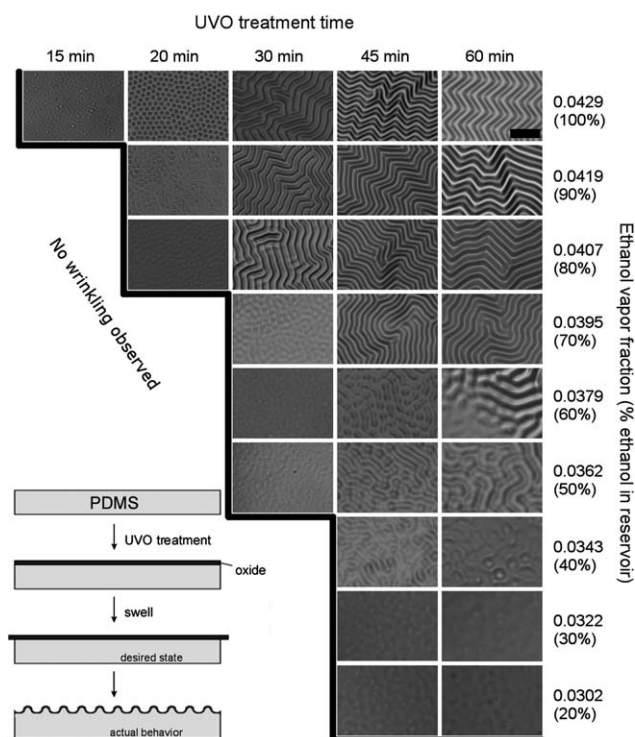 UVO treatment time
15 min 20 min 30 min 45 min 60 min
0.0429
(100%)
0.0419
(90%)
0.0407
(80%)
0.0395
(70%)
0.0379
(60%)
0.0362
(50%)
0.0343
(40%)
0.0322
(30%)
0.0302
(20%)
Ethanol vapor fraction (% ethanol in reservoir)
No wrinkling observed
PDMS
UVO treatment
oxide
swell
desired state
actual behavior